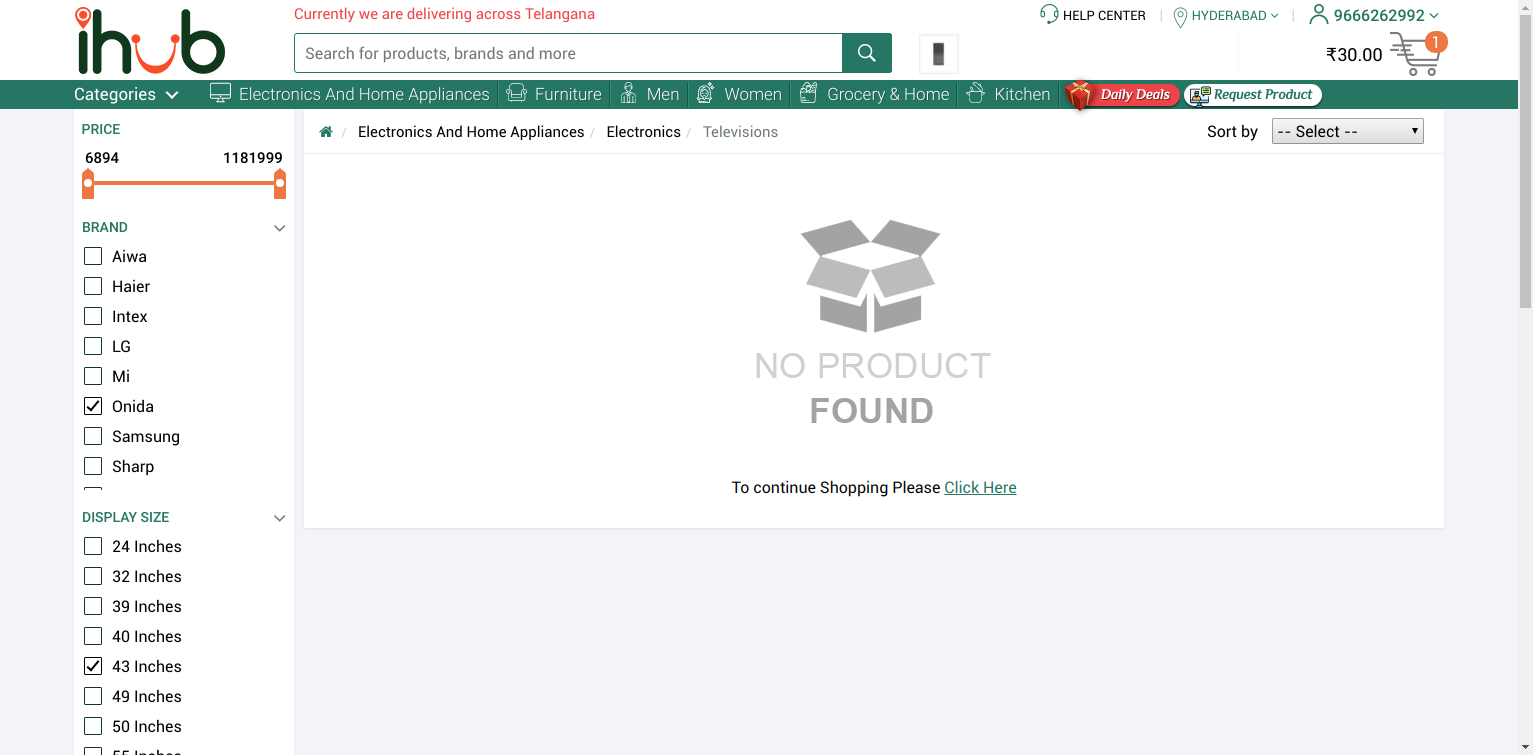 ihub
Currently we are delivering across Telangana
HELP CENTER
HYDERABAD
9666262992
Search for products, brands and more
₹30.00
1
Categories
Electronics And Home Appliances
Furniture
Men
Women
Grocery & Home
Kitchen
Daily Deals
Request Product
PRICE
6894 1181999
BRAND
Aiwa
Haier
Intex
LG
Mi
Onida
Samsung
Sharp
DISPLAY SIZE
24 Inches
32 Inches
39 Inches
40 Inches
43 Inches
49 Inches
50 Inches
55 Inches
/ Electronics And Home Appliances / Electronics / Televisions
Sort by -- Select --
NO PRODUCT
FOUND
To continue Shopping Please Click Here